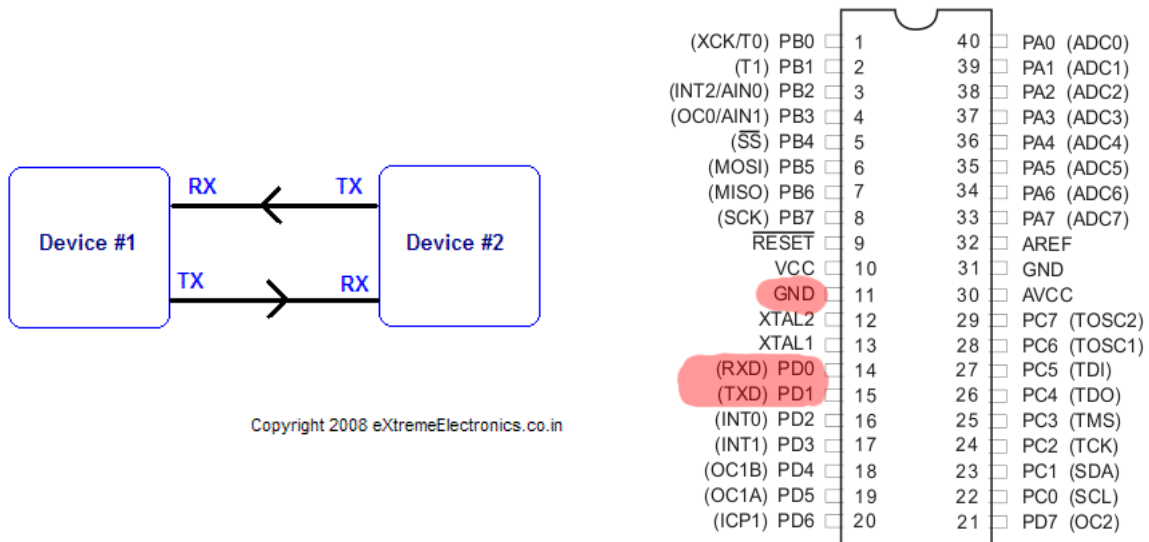 RX
TX
Device #1
Device #2
TX
RX
Copyright 2008 eXtremeElectronics.co.in
(XCK/T0) PB0 1 40 PA0 (ADC0)
(T1) PB1 2 39 PA1 (ADC1)
(INT2/AIN0) PB2 3 38 PA2 (ADC2)
(OC0/AIN1) PB3 4 37 PA3 (ADC3)
(SS) PB4 5 36 PA4 (ADC4)
(MOSI) PB5 6 35 PA5 (ADC5)
(MISO) PB6 7 34 PA6 (ADC6)
(SCK) PB7 8 33 PA7 (ADC7)
RESET 9 32 AREF
VCC 10 31 GND
GND 11 30 AVCC
XTAL2 12 29 PC7 (TOSC2)
XTAL1 13 28 PC6 (TOSC1)
(RXD) PD0 14 27 PC5 (TDI)
(TXD) PD1 15 26 PC4 (TDO)
(INT0) PD2 16 25 PC3 (TMS)
(INT1) PD3 17 24 PC2 (TCK)
(OC1B) PD4 18 23 PC1 (SDA)
(OC1A) PD5 19 22 PC0 (SCL)
(ICP1) PD6 20 21 PD7 (OC2)